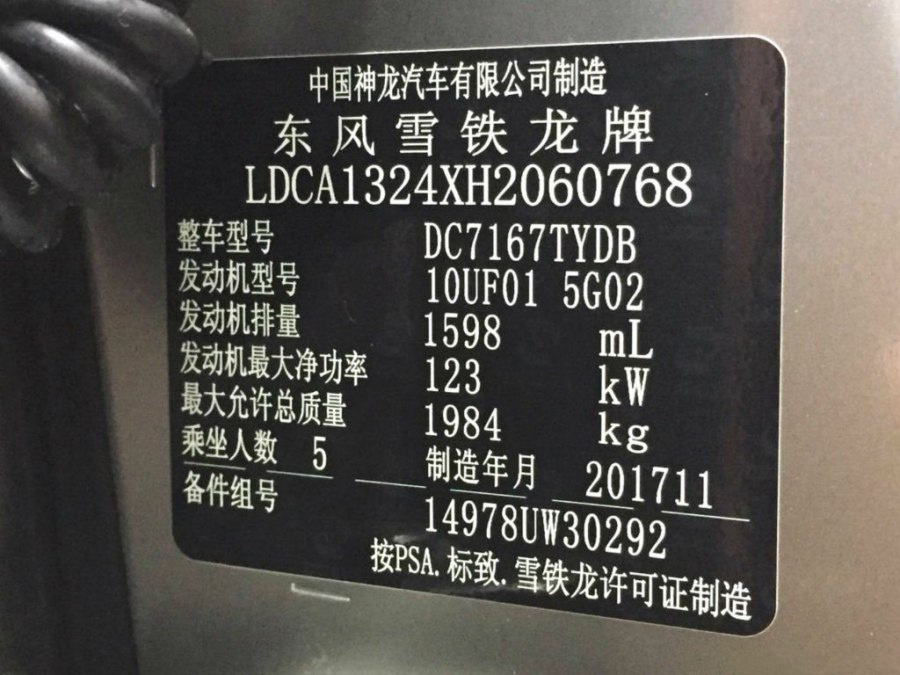 中国神龙汽车有限公司制造
东风雪铁龙牌
LDCA1324XH2060768
整车型号 DC7167TYDB
发动机型号 10UF01 5G02
发动机排量 1598 mL
发动机最大净功率 123 kW
最大允许总质量 1984 kg
乘坐人数 5 制造年月 201711
备件组号 14978UW30292
按PSA.标致.雪铁龙许可证制造